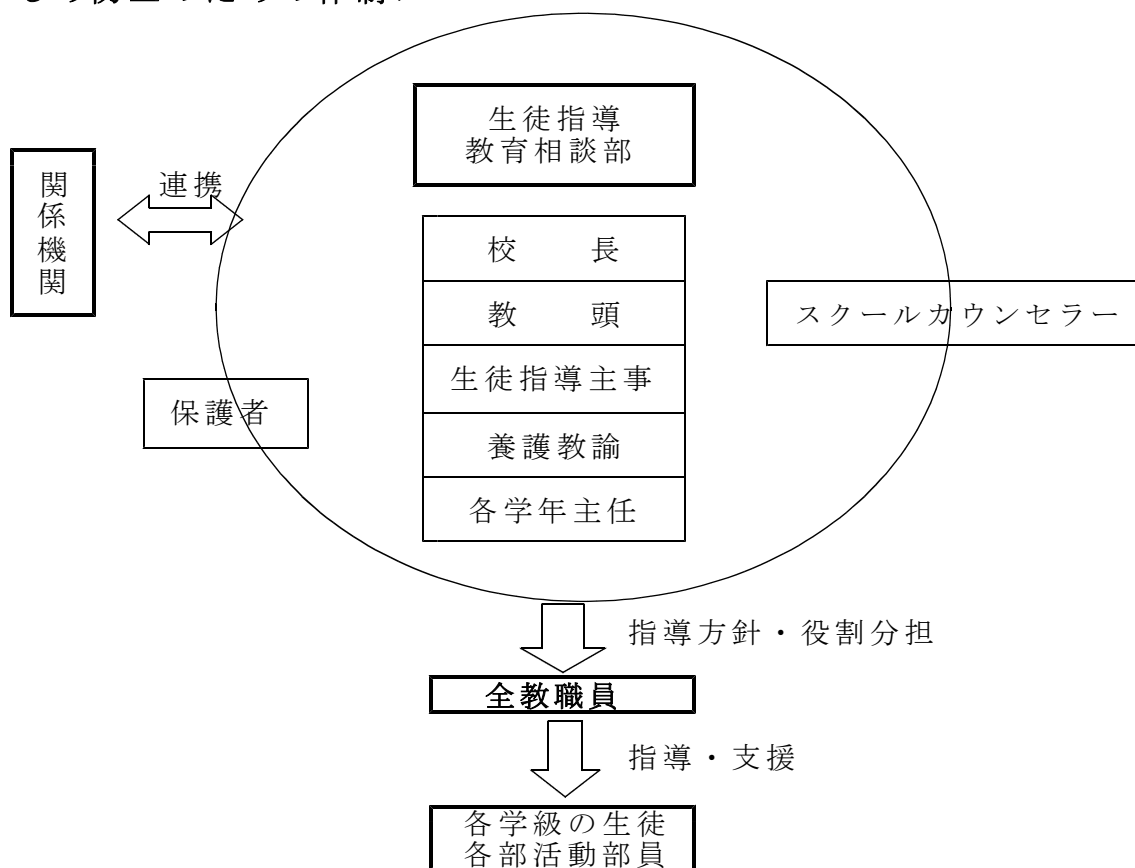 生徒指導
教育相談部
関係機関
連携
校長
教頭
生徒指導主事
養護教諭
各学年主任
スクールカウンセラー
保護者
指導方針・役割分担
全教職員
指導・支援
各学級の生徒
各部活動部員